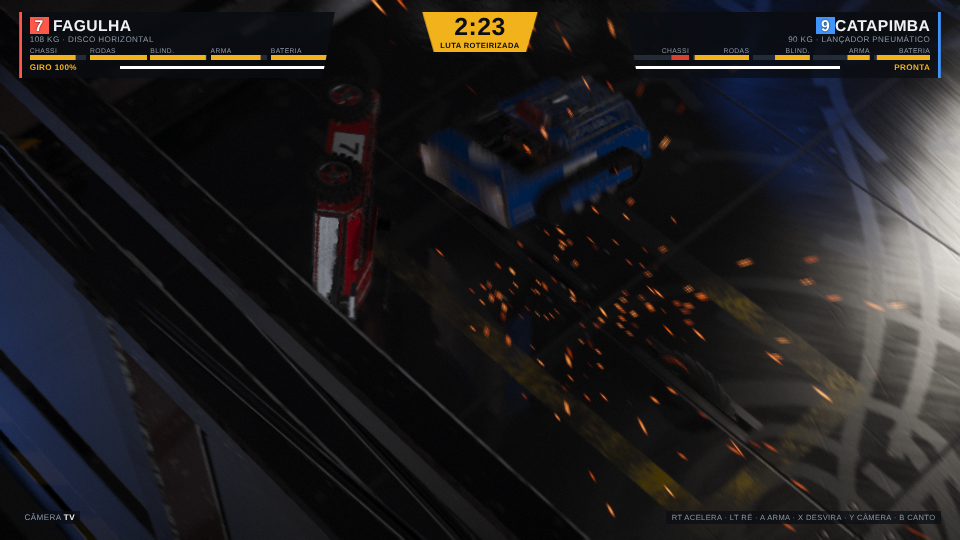 7 FAGULHA
108 KG · DISCO HORIZONTAL
CHASSI RODAS BLIND. ARMA BATERIA
GIRO 100%
2:23
LUTA ROTEIRIZADA
9 CATAPIMBA
90 KG · LANÇADOR PNEUMÁTICO
CHASSI RODAS BLIND. ARMA BATERIA
PRONTA
7
CÂMERA TV
RT ACELERA · LT RÉ · A ARMA · X DESVIRA · Y CÂMERA · B CANTO